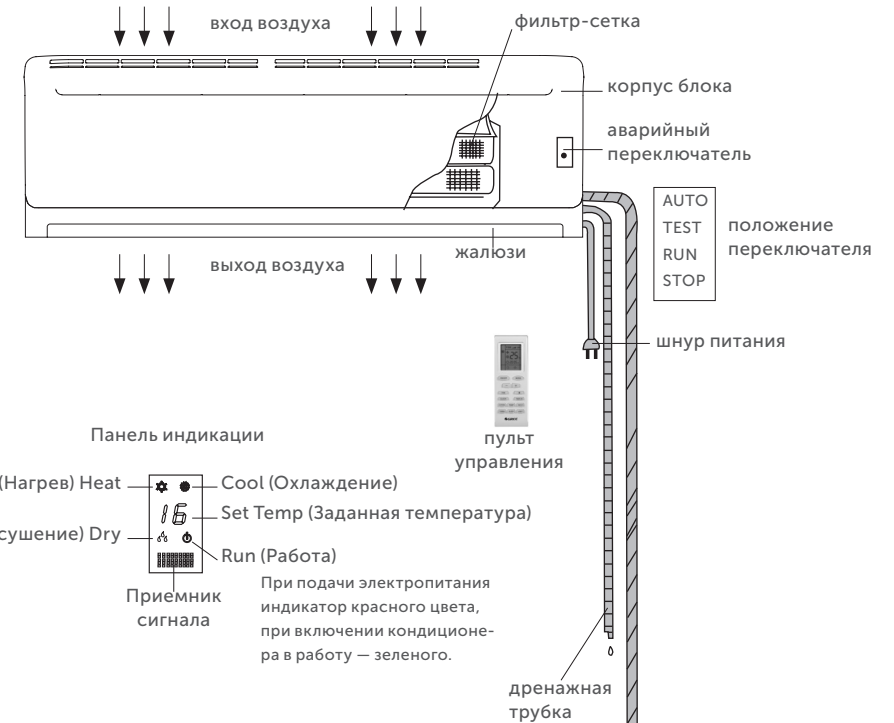 вход воздуха
фильтр-сетка
корпус блока
аварийный
переключатель
AUTO
TEST
RUN
STOP
положение
переключателя
жалюзи
выход воздуха
шнур питания
пульт
управления
Панель индикации
(Нагрев) Heat
Cool (Охлаждение)
16
Set Temp (Заданная температура)
сушение) Dry
Run (Работа)
Приемник
сигнала
При подачи электропитания
индикатор красного цвета,
при включении кондиционе-
ра в работу — зеленого.
дренажная
трубка